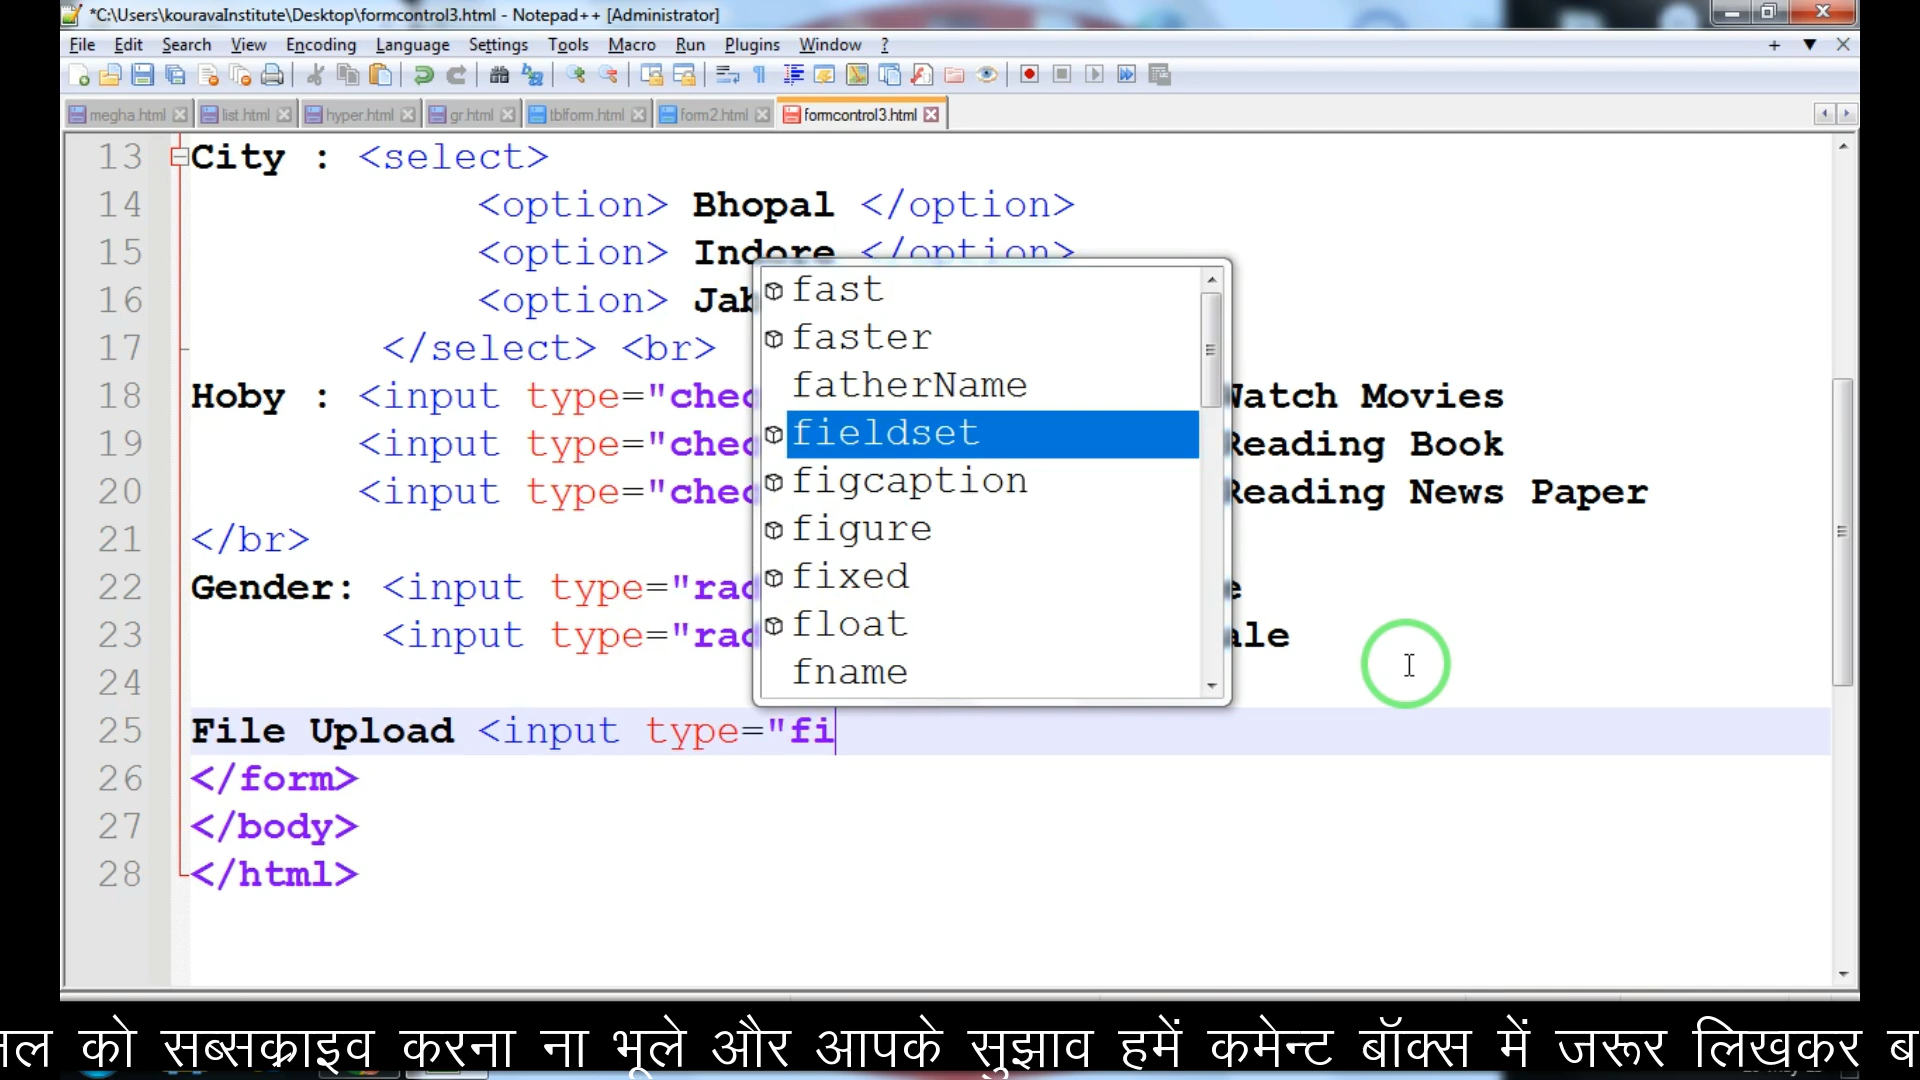 *C:\Users\kouravaInstitute\Desktop\formcontrol3.html - Notepad++ [Administrator]
File Edit Search View Encoding Language Settings Tools Macro Run Plugins Window ?
megha.html list.html hyper.html gr.html tblform.html form2.html formcontrol3.html
13 City : <select>
14 <option> Bhopal </option>
15 <option> Indore </option>
16 <option> Jab
17 </select> <br>
18 Hoby : <input type="chec Watch Movies
19 <input type="chec Reading Book
20 <input type="chec Reading News Paper
21 </br>
22 Gender: <input type="rad e
23 <input type="rad ale
24
25 File Upload <input type="fi
26 </form>
27 </body>
28 </html>
fast
faster
fatherName
fieldset
figcaption
figure
fixed
float
fname
नल को सब्सक्राइव करना ना भूले और आपके सुझाव हमें कमेन्ट बॉक्स में जरूर लिखकर ब